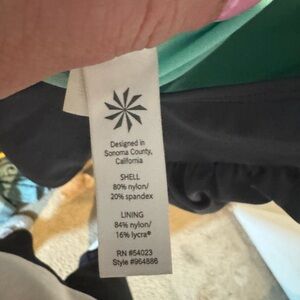 Designed in
Sonoma County,
California
SHELL
80% nylon/
20% spandex
LINING
84% nylon/
16% lycra®
RN #54023
Style #964886